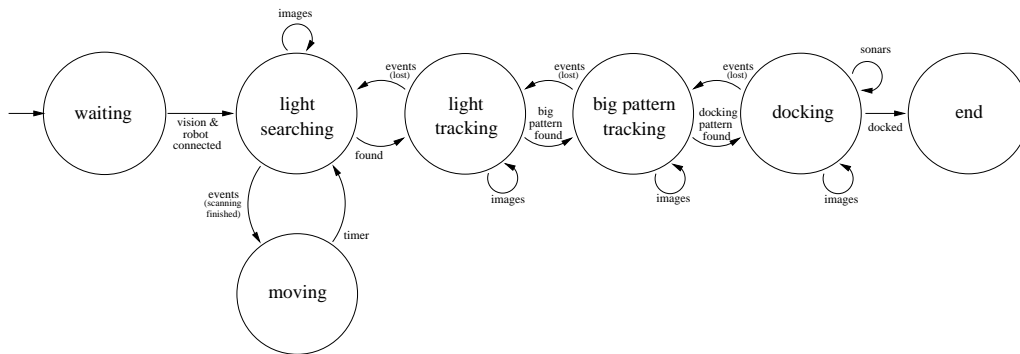 images
sonars
events
(lost)
events
(lost)
events
(lost)
waiting
light
searching
light
tracking
big pattern
tracking
docking
end
vision &
robot
connected
found
big
pattern
found
docking
pattern
found
docked
images
images
images
events
(scanning
finished)
timer
moving